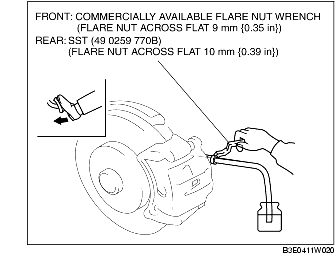 FRONT: COMMERCIALLY AVAILABLE FLARE NUT WRENCH
(FLARE NUT ACROSS FLAT 9 mm {0.35 in})
REAR: SST (49 0259 770B)
(FLARE NUT ACROSS FLAT 10 mm {0.39 in})
B3E0411W020